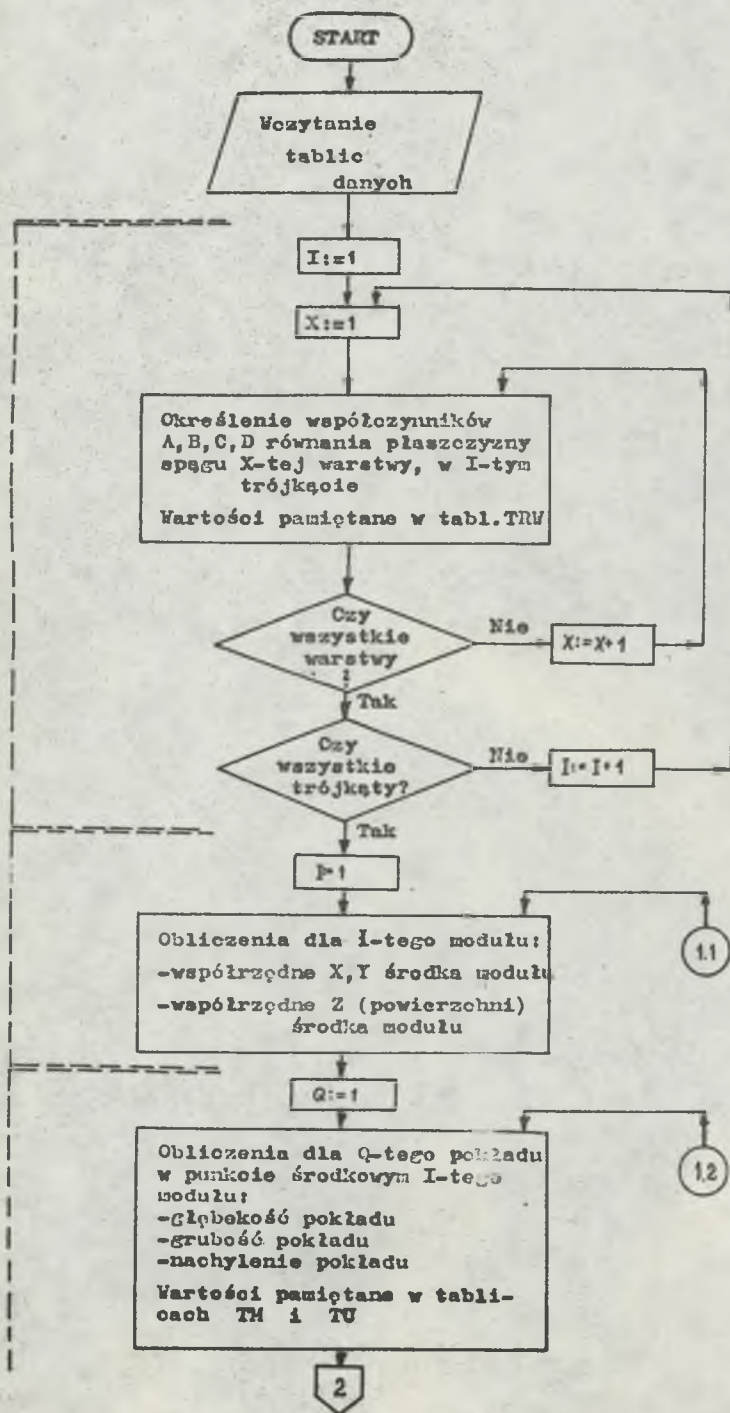 START
Wczytanie
tablic
danych
I:=1
X:=1
Określenie współczynników
A,B,C,D równania płaszczyzny
spągu X-tej warstwy, w I-tym
trójkącie
Wartości pamiętane w tabl.TRW
Czy
wszystkie
warstwy
?
Nie
X:=X+1
Tak
Czy
wszystkie
trójkąty?
Nie
I:=I+1
Tak
I=1
Obliczenia dla I-tego modułu:
-współrzędne X,Y środka modułu
-współrzędne Z (powierzchni)
środka modułu
1.1
Q:=1
Obliczenia dla Q-tego pokładu
w punkcie środkowym I-tego
modułu:
-głębekość pokładu
-grubość pokładu
-nachylenie pokładu
Wartości pamiętane w tabli-
cach TM i TU
1.2
2